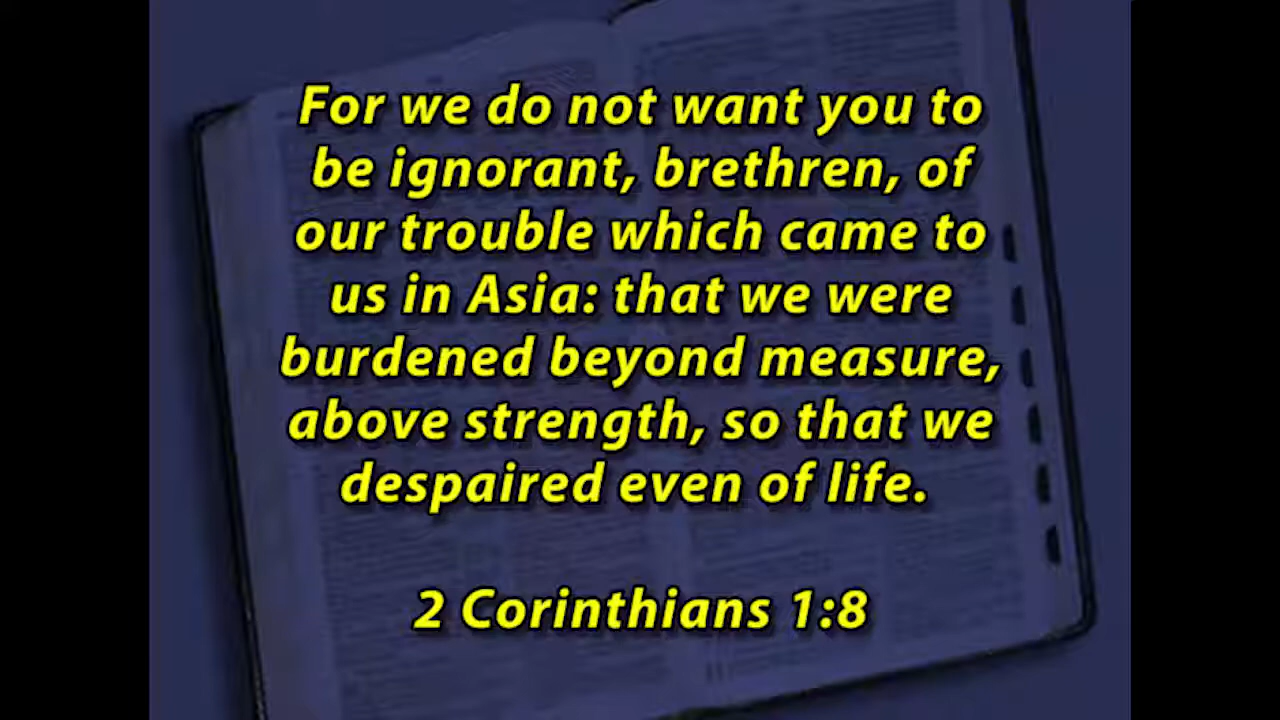 For we do not want you to
be ignorant, brethren, of
our trouble which came to
us in Asia: that we were
burdened beyond measure,
above strength, so that we
despaired even of life.
2 Corinthians 1:8